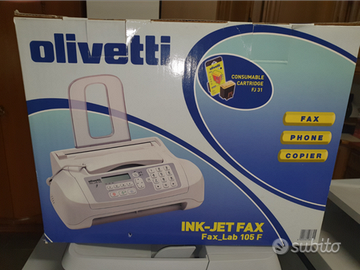 olivetti
CONSUMABLE
CARTRIDGE
FJ 31
FAX
PHONE
COPIER
INK-JET FAX
Fax_Lab 105 F
subito